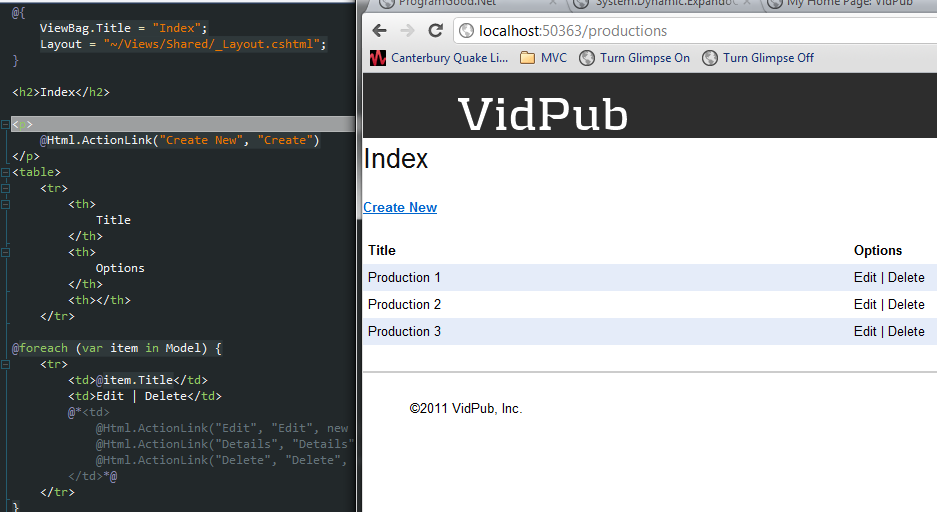 @{
ViewBag.Title = "Index";
Layout = "~/Views/Shared/_Layout.cshtml";
}
<h2>Index</h2>
<p>
@Html.ActionLink("Create New", "Create")
</p>
<table>
<tr>
<th>
Title
</th>
<th>
Options
</th>
<th></th>
</tr>
@foreach (var item in Model) {
<tr>
<td>@item.Title</td>
<td>Edit | Delete</td>
@*<td>
@Html.ActionLink("Edit", "Edit", new
@Html.ActionLink("Details", "Details"
@Html.ActionLink("Delete", "Delete",
</td>*@
</tr>
}
ProgramGood.Net
System.Dynamic.Expando
My Home Page: VidPub
localhost:50363/productions
Canterbury Quake Li... MVC Turn Glimpse On Turn Glimpse Off
VidPub
Index
Create New
Title Options
Production 1 Edit | Delete
Production 2 Edit | Delete
Production 3 Edit | Delete
©2011 VidPub, Inc.